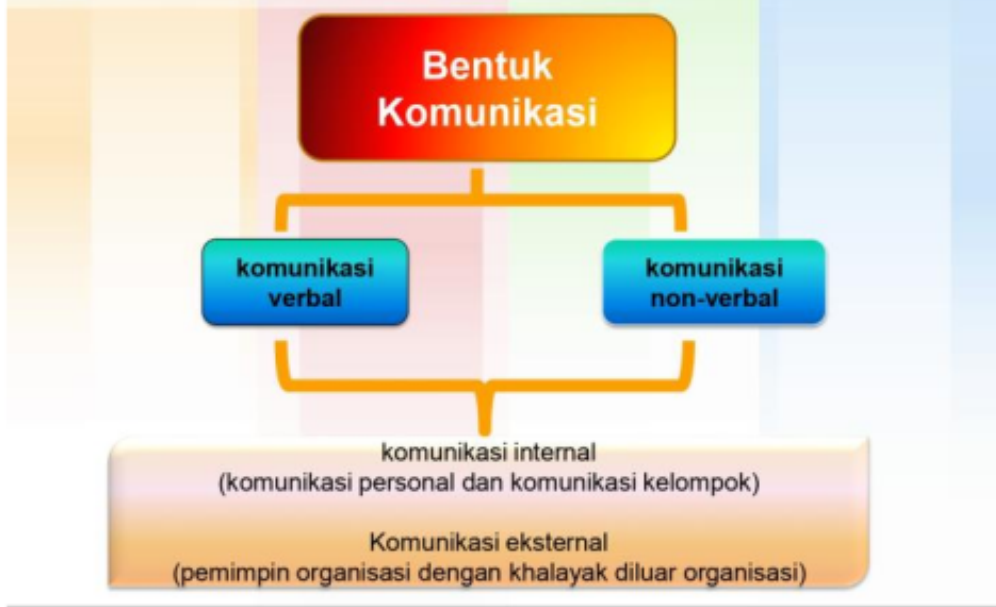 Bentuk
Komunikasi
komunikasi
verbal
komunikasi
non-verbal
komunikasi internal
(komunikasi personal dan komunikasi kelompok)
Komunikasi eksternal
(pemimpin organisasi dengan khalayak diluar organisasi)